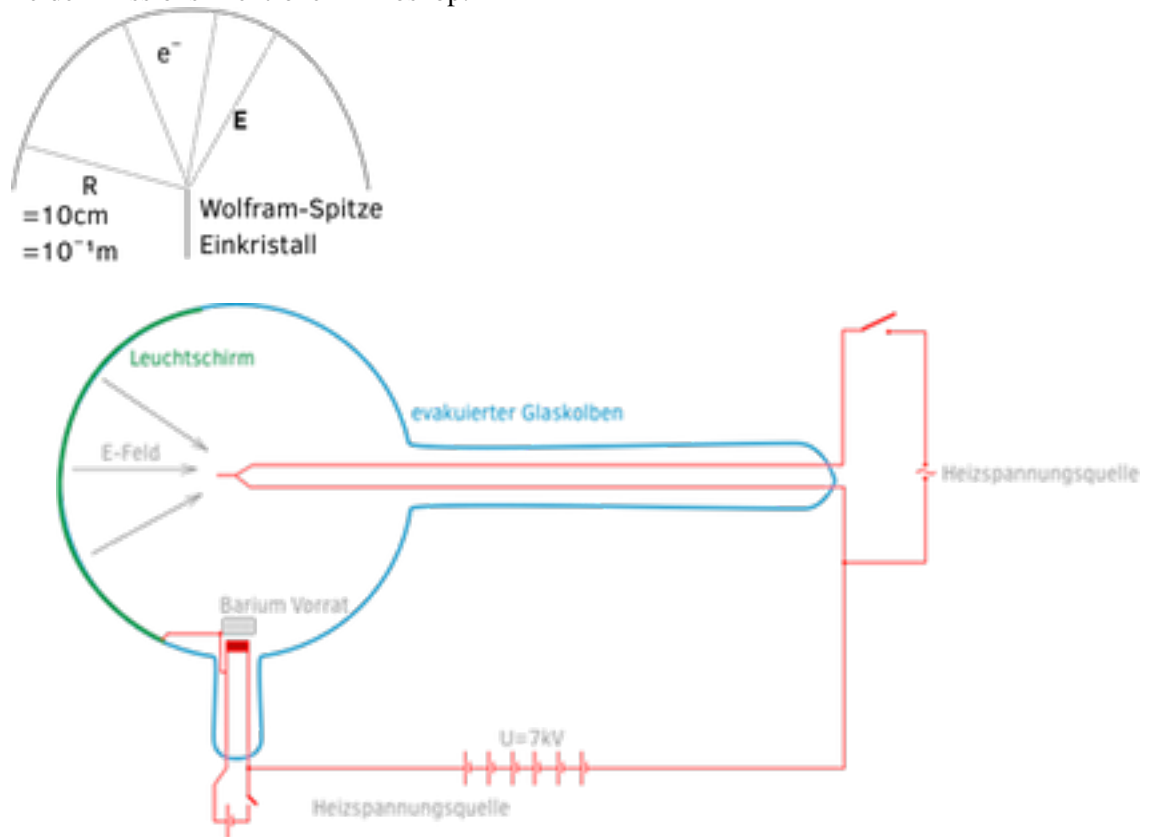 e⁻
E
R
=10cm
=10⁻¹m
Wolfram-Spitze
Einkristall
Leuchtschirm
evakuierter Glaskolben
E-Feld
Heizspannungsquelle
Barium Vorrat
U=7kV
Heizspannungsquelle